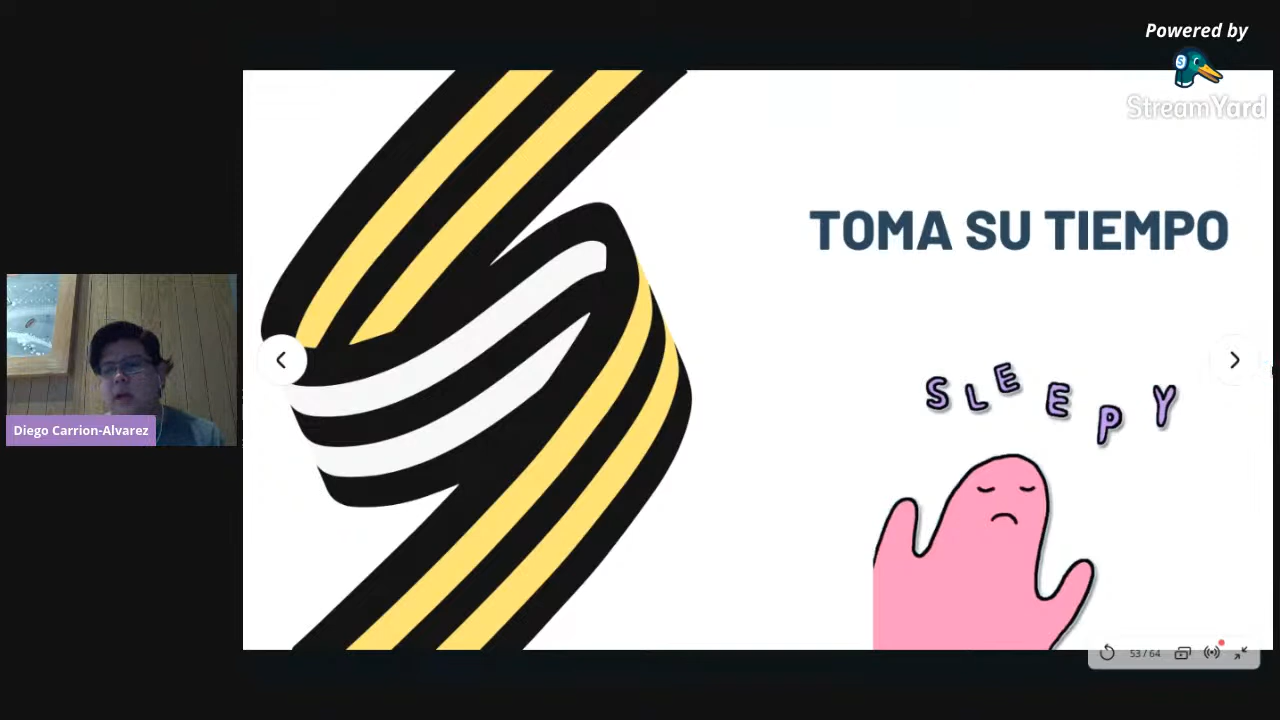 Powered by
StreamYard
TOMA SU TIEMPO
SLEEPY
Diego Carrion-Alvarez
53 / 64